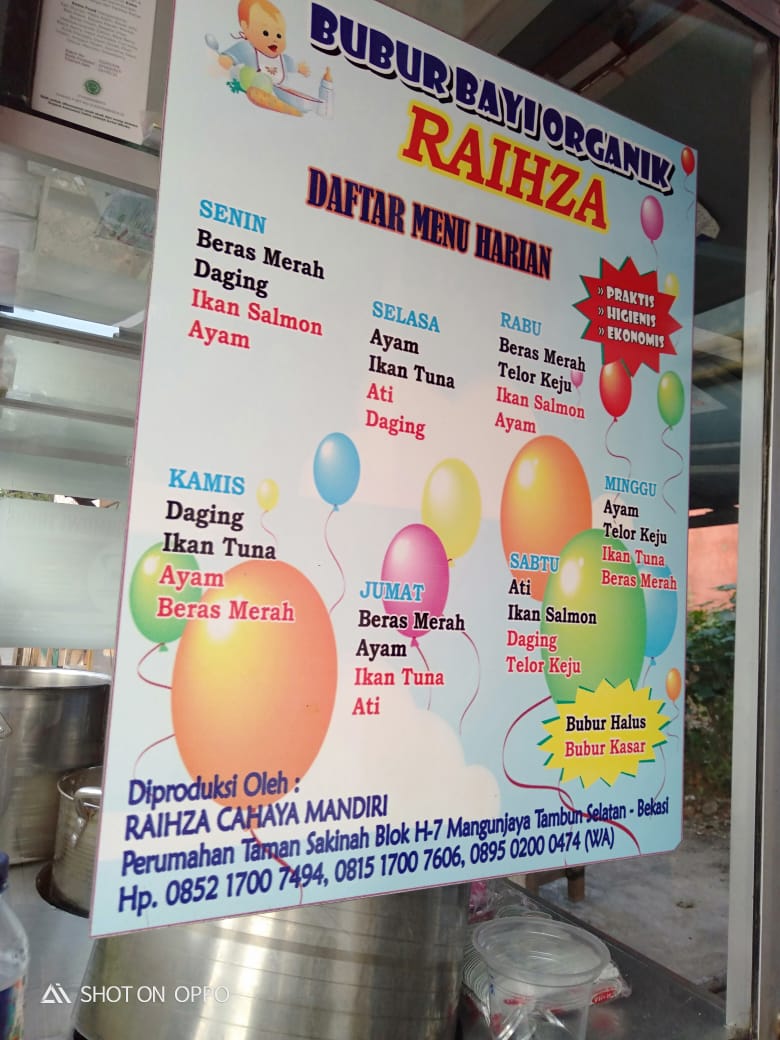 BUBUR BAYI ORGANIK
RAIHZA
DAFTAR MENU HARIAN
» PRAKTIS
» HIGIENIS
» EKONOMIS
SENIN
Beras Merah
Daging
Ikan Salmon
Ayam
SELASA
Ayam
Ikan Tuna
Ati
Daging
RABU
Beras Merah
Telor Keju
Ikan Salmon
Ayam
KAMIS
Daging
Ikan Tuna
Ayam
Beras Merah
JUMAT
Beras Merah
Ayam
Ikan Tuna
Ati
SABTU
Ati
Ikan Salmon
Daging
Telor Keju
MINGGU
Ayam
Telor Keju
Ikan Tuna
Beras Merah
Bubur Halus
Bubur Kasar
Diproduksi Oleh :
RAIHZA CAHAYA MANDIRI
Perumahan Taman Sakinah Blok H-7 Mangunjaya Tambun Selatan - Bekasi
Hp. 0852 1700 7494, 0815 1700 7606, 0895 0200 0474 (WA)
SHOT ON OPPO